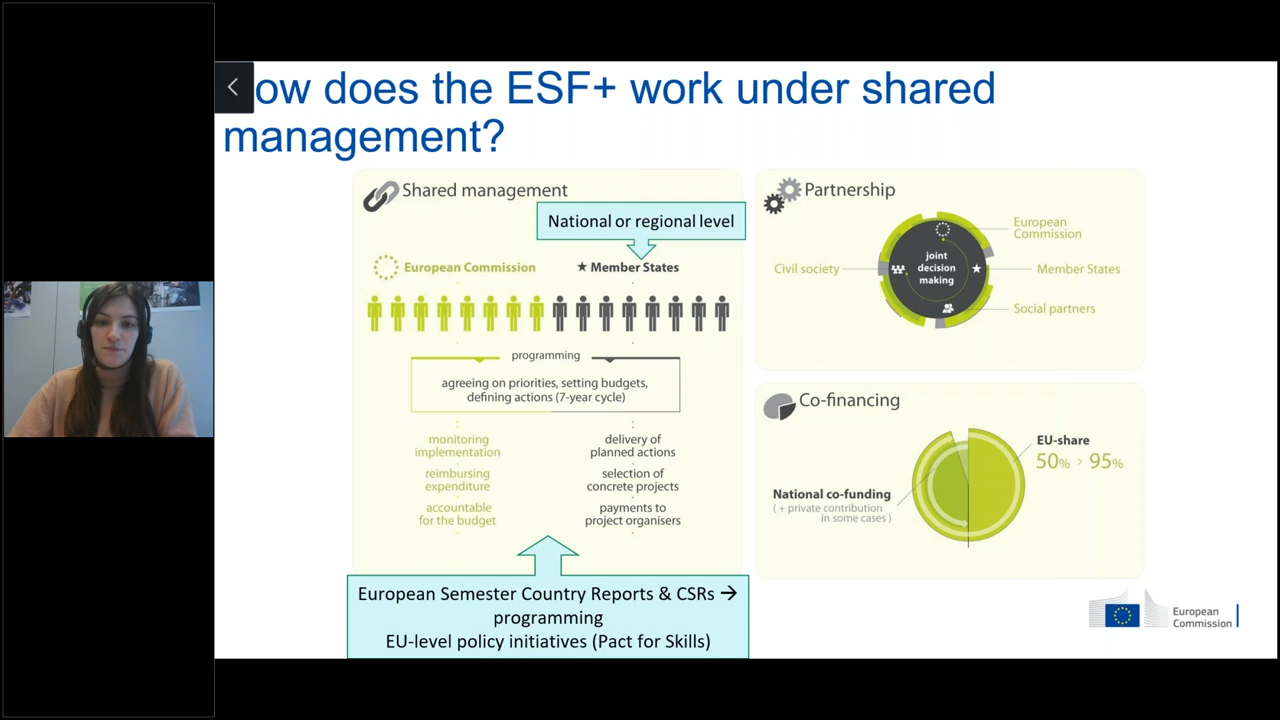 ow does the ESF+ work under shared
management?
Shared management
National or regional level
European Commission
★ Member States
programming
agreeing on priorities, setting budgets,
defining actions (7-year cycle)
monitoring
implementation
reimbursing
expenditure
accountable
for the budget
delivery of
planned actions
selection of
concrete projects
payments to
project organisers
European Semester Country Reports & CSRs →
programming
EU-level policy initiatives (Pact for Skills)
Partnership
European
Commission
Civil society
joint
decision
making
Member States
Social partners
Co-financing
EU-share
50% > 95%
National co-funding
( + private contribution
in some cases )
European
Commission